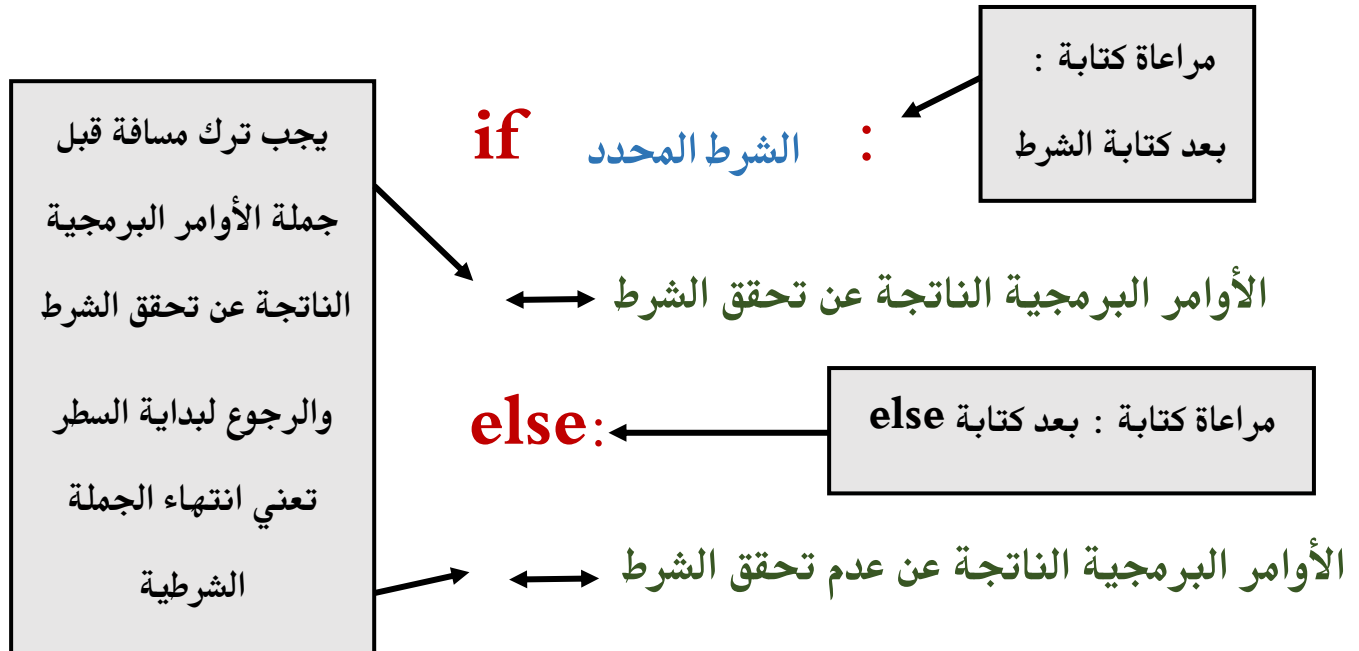 مراعاة كتابة :
بعد كتابة الشرط
if الشرط المحدد :
يجب ترك مسافة قبل
جملة الأوامر البرمجية
الناتجة عن تحقق الشرط
والرجوع لبداية السطر
تعني انتهاء الجملة
الشرطية
الأوامر البرمجية الناتجة عن تحقق الشرط
else:
مراعاة كتابة : بعد كتابة else
الأوامر البرمجية الناتجة عن عدم تحقق الشرط